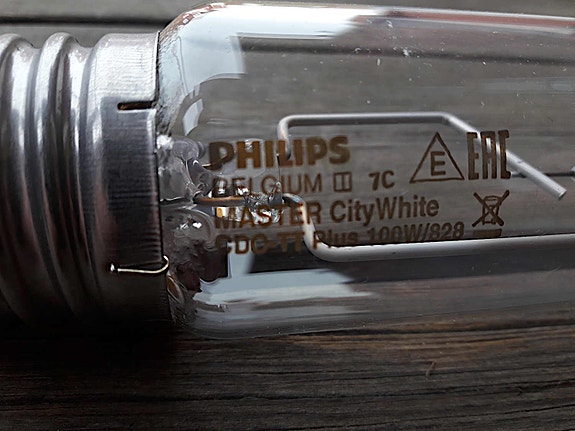 PHILIPS
BELGIUM 7C
MASTER CityWhite
CDO-TT Plus 100W/828
E
EAC